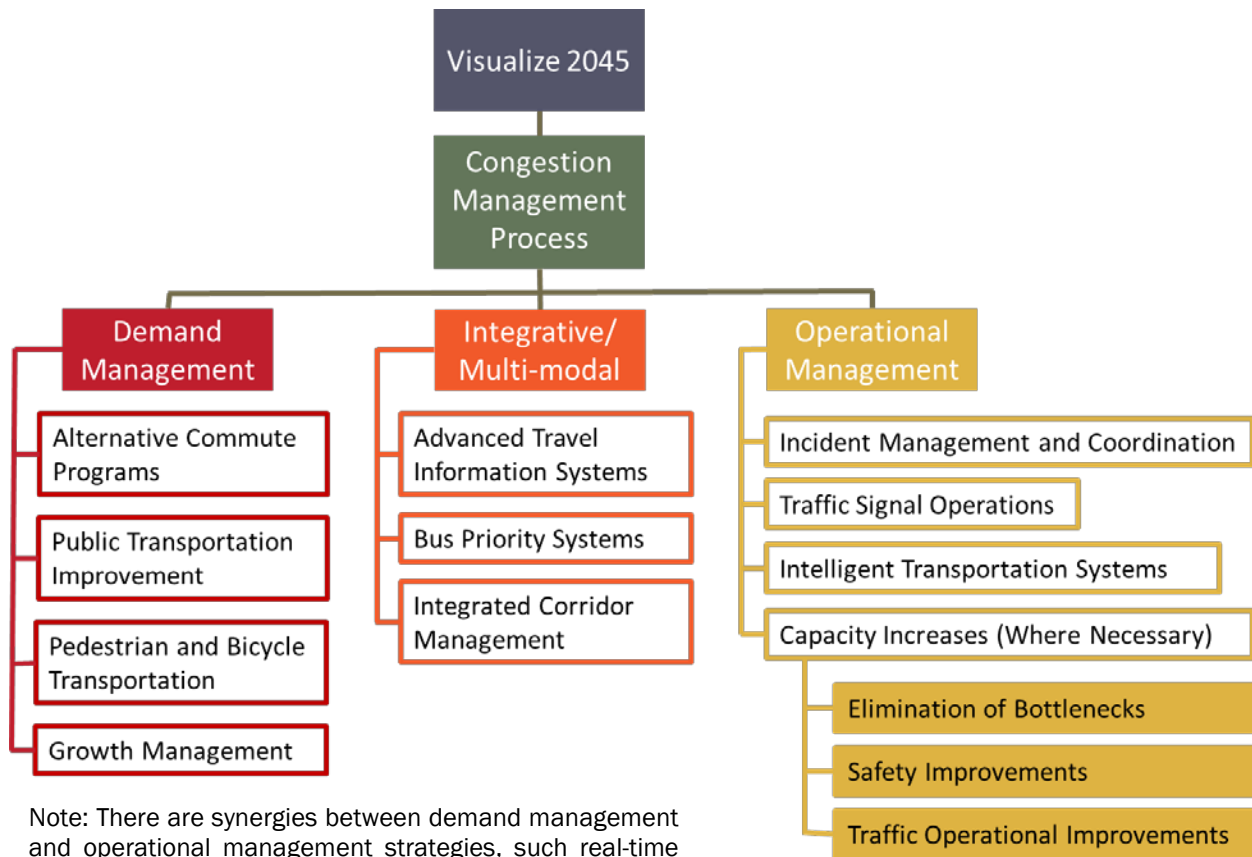 Visualize 2045
Congestion
Management
Process
Demand
Management
Alternative Commute
Programs
Public Transportation
Improvement
Pedestrian and Bicycle
Transportation
Growth Management
Integrative/
Multi-modal
Advanced Travel
Information Systems
Bus Priority Systems
Integrated Corridor
Management
Operational
Management
Incident Management and Coordination
Traffic Signal Operations
Intelligent Transportation Systems
Capacity Increases (Where Necessary)
Elimination of Bottlenecks
Safety Improvements
Traffic Operational Improvements
Note: There are synergies between demand management
and operational management strategies, such real-time